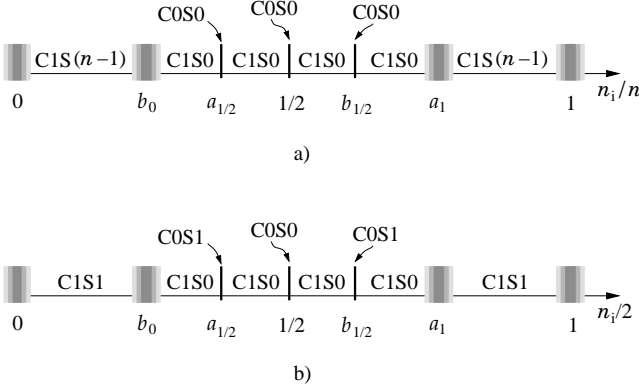 C0S0 C0S0 C0S0
C1S(n−1) C1S0 C1S0 C1S0 C1S0 C1S(n−1)
0 b₀ a₁/₂ 1/2 b₁/₂ a₁ 1 nᵢ/n
a)
C0S1 C0S0 C0S1
C1S1 C1S0 C1S0 C1S0 C1S0 C1S1
0 b₀ a₁/₂ 1/2 b₁/₂ a₁ 1 nᵢ/2
b)